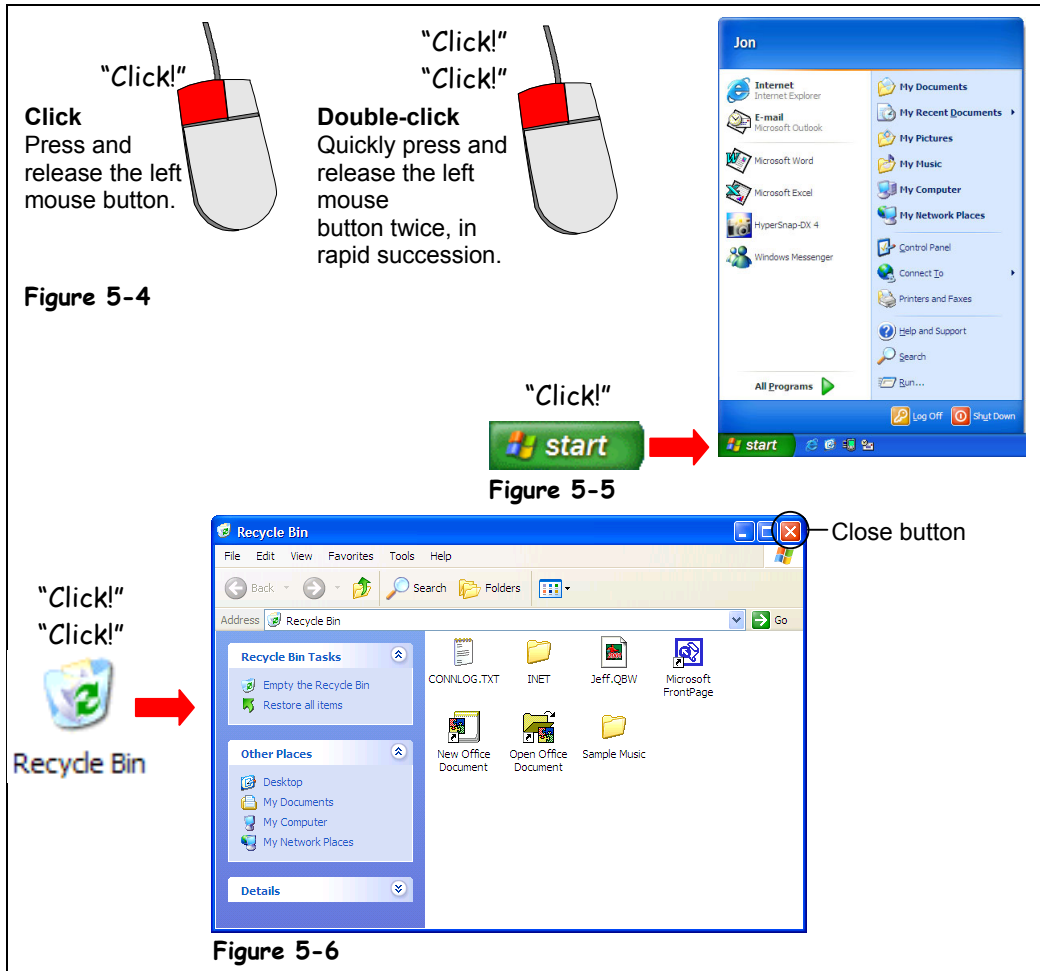 "Click!"
Click
Press and
release the left
mouse button.
"Click!"
"Click!"
Double-click
Quickly press and
release the left
mouse
button twice, in
rapid succession.
Figure 5-4
Jon
Internet
Internet Explorer
E-mail
Microsoft Outlook
Microsoft Word
Microsoft Excel
HyperSnap-DX 4
Windows Messenger
All Programs
My Documents
My Recent Documents
My Pictures
My Music
My Computer
My Network Places
Control Panel
Connect To
Printers and Faxes
Help and Support
Search
Run...
Log Off
Shut Down
start
"Click!"
start
Figure 5-5
"Click!"
"Click!"
Recycle Bin
Recycle Bin
Close button
File Edit View Favorites Tools Help
Back Search Folders
Address Recycle Bin Go
Recycle Bin Tasks
Empty the Recycle Bin
Restore all items
Other Places
Desktop
My Documents
My Computer
My Network Places
Details
CONNLOG.TXT
INET
Jeff.QBW
Microsoft
FrontPage
New Office
Document
Open Office
Document
Sample Music
Figure 5-6